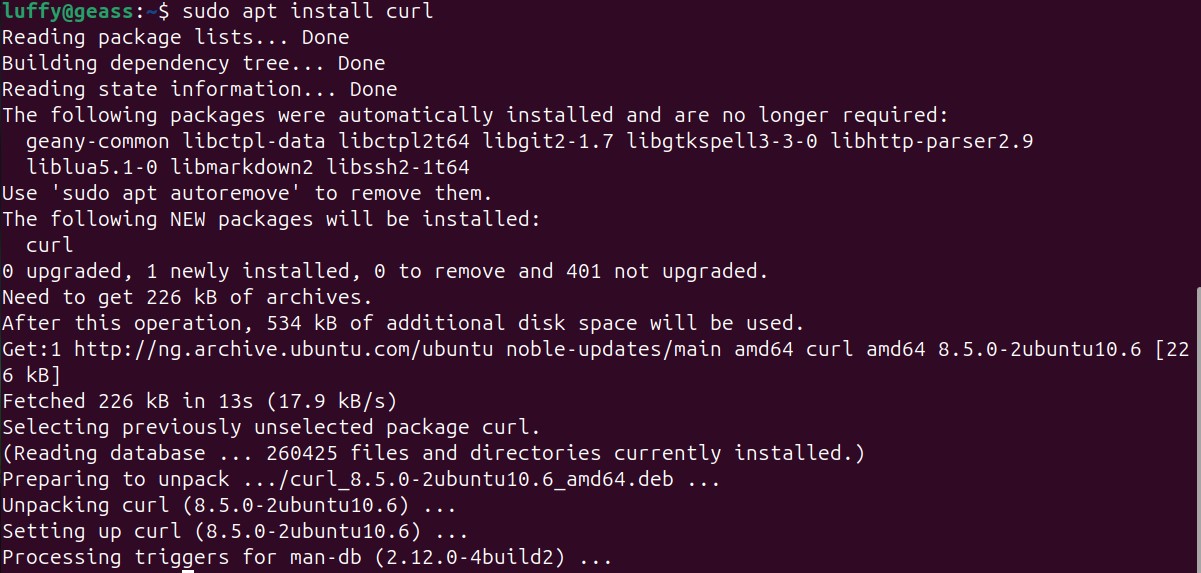 luffy@geass:~$ sudo apt install curl
Reading package lists... Done
Building dependency tree... Done
Reading state information... Done
The following packages were automatically installed and are no longer required:
  geany-common libctpl-data libctpl2t64 libgit2-1.7 libgtkspell3-3-0 libhttp-parser2.9
  liblua5.1-0 libmarkdown2 libssh2-1t64
Use 'sudo apt autoremove' to remove them.
The following NEW packages will be installed:
  curl
0 upgraded, 1 newly installed, 0 to remove and 401 not upgraded.
Need to get 226 kB of archives.
After this operation, 534 kB of additional disk space will be used.
Get:1 http://ng.archive.ubuntu.com/ubuntu noble-updates/main amd64 curl amd64 8.5.0-2ubuntu10.6 [22
6 kB]
Fetched 226 kB in 13s (17.9 kB/s)
Selecting previously unselected package curl.
(Reading database ... 260425 files and directories currently installed.)
Preparing to unpack .../curl_8.5.0-2ubuntu10.6_amd64.deb ...
Unpacking curl (8.5.0-2ubuntu10.6) ...
Setting up curl (8.5.0-2ubuntu10.6) ...
Processing triggers for man-db (2.12.0-4build2) ...